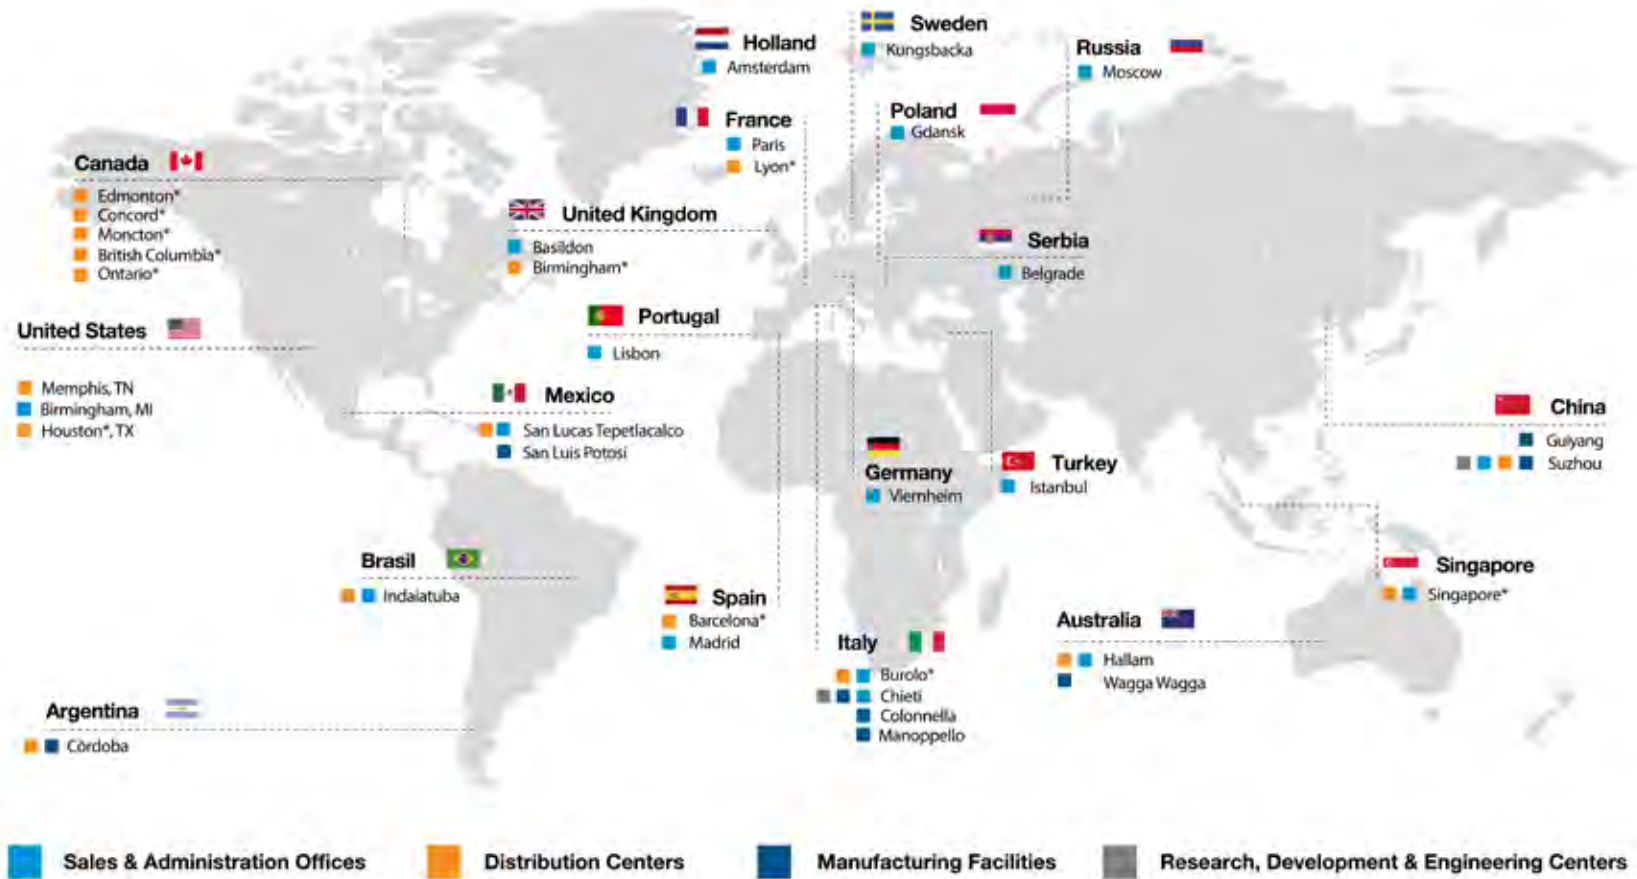 Sweden
Kungsbacka
Holland
Amsterdam
Russia
Moscow
France
Paris
Lyon*
Poland
Gdansk
Canada
Edmonton*
Concord*
Moncton*
British Columbia*
Ontario*
United Kingdom
Basildon
Birmingham*
Serbia
Belgrade
United States
Memphis, TN
Birmingham, MI
Houston*, TX
Portugal
Lisbon
Mexico
San Lucas Tepetlacalco
San Luis Potosi
China
Guiyang
Suzhou
Germany
Viernheim
Turkey
Istanbul
Brasil
Indaiatuba
Spain
Barcelona*
Madrid
Singapore
Singapore*
Italy
Burolo*
Chieti
Colonnella
Manoppello
Australia
Hallam
Wagga Wagga
Argentina
Còrdoba
Sales & Administration Offices
Distribution Centers
Manufacturing Facilities
Research, Development & Engineering Centers